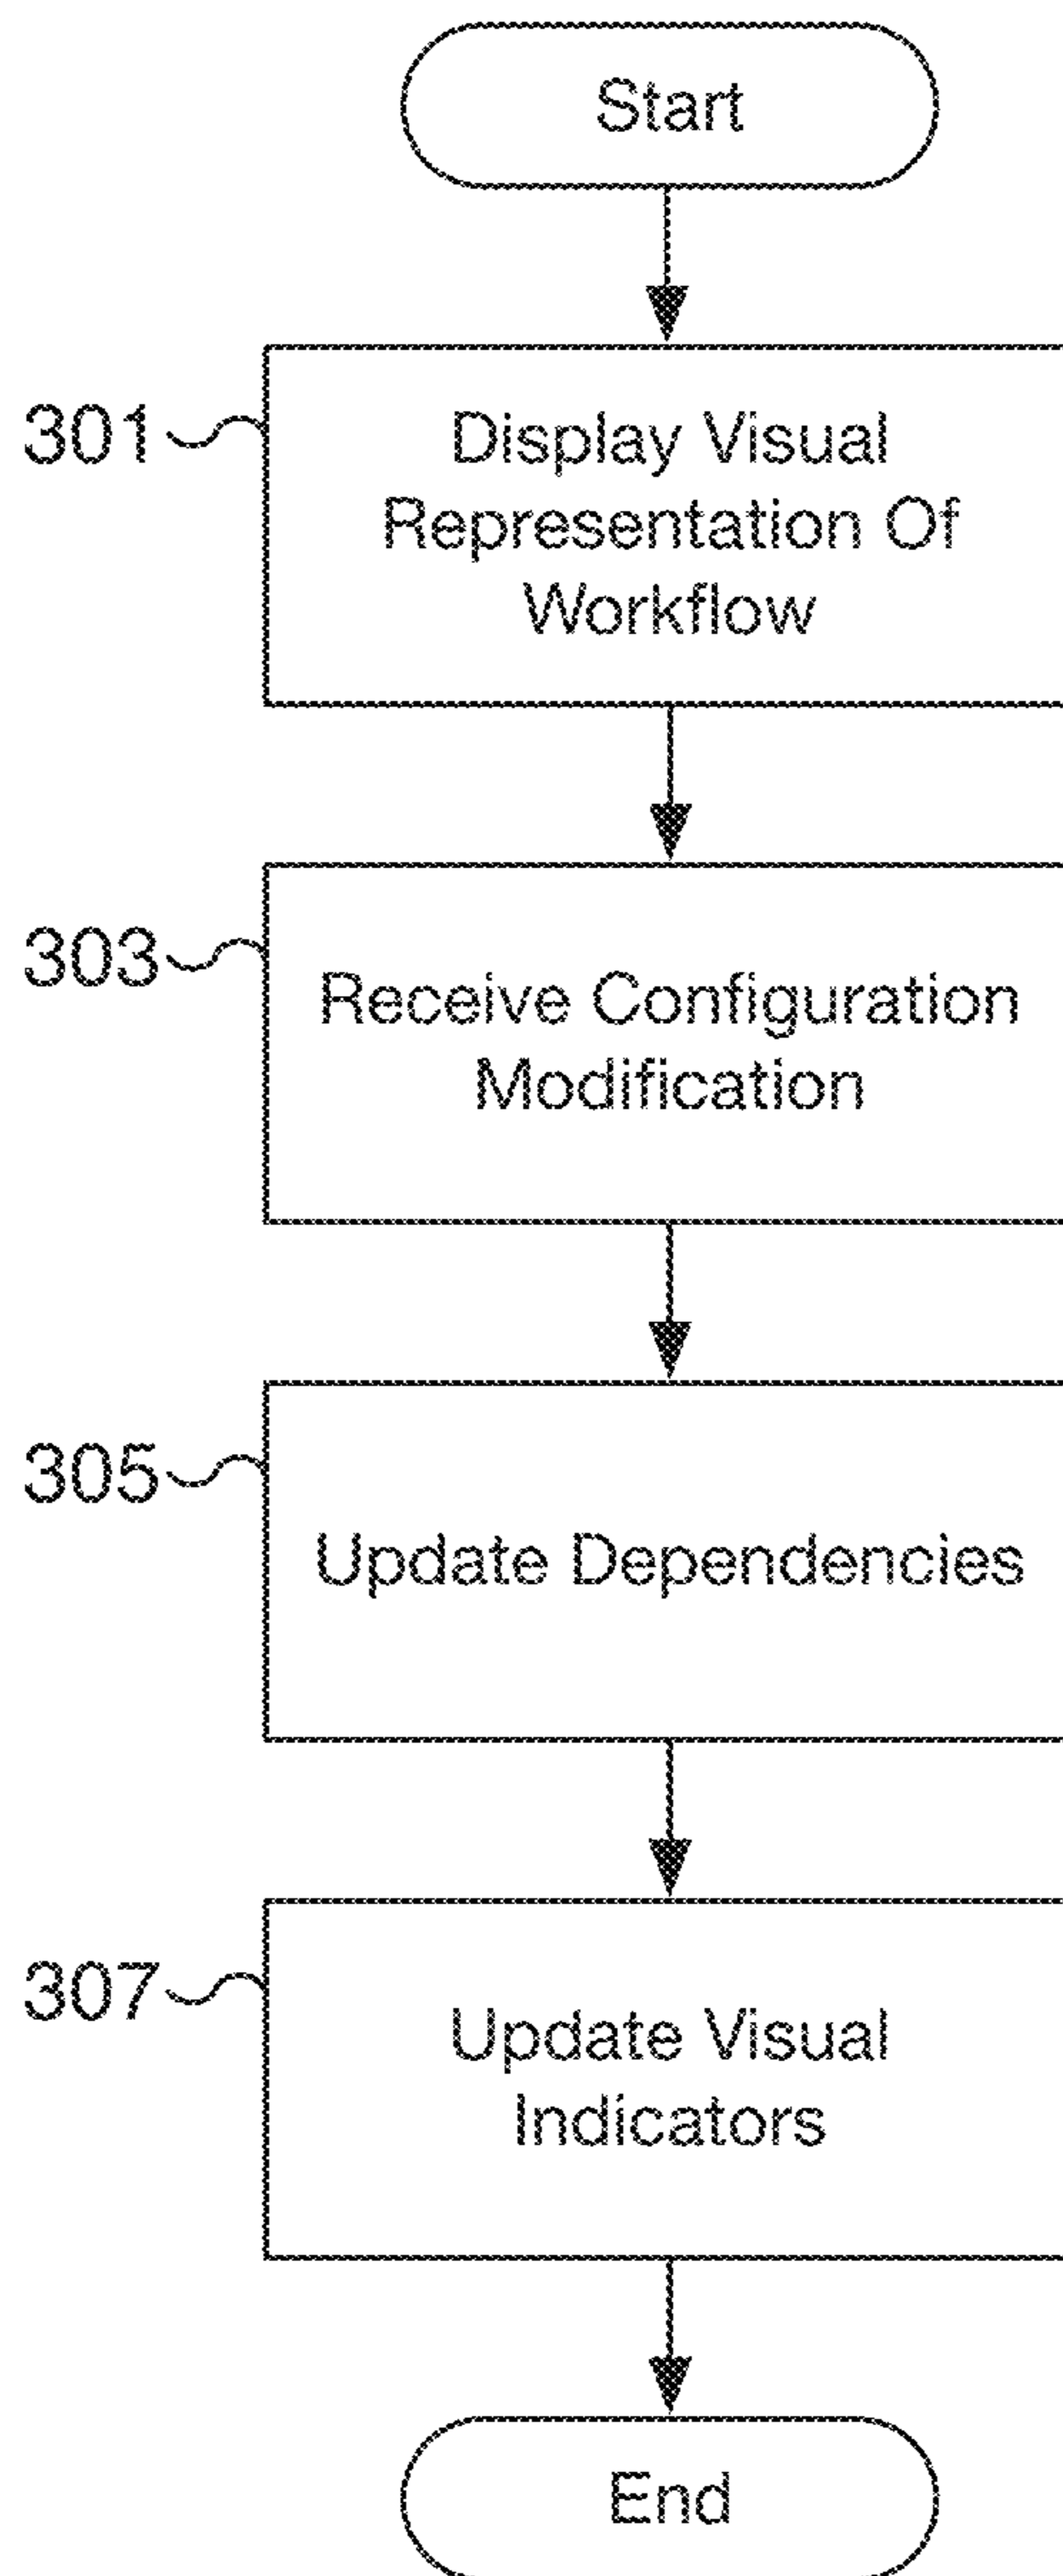 Start
301
Display Visual
Representation Of
Workflow
303
Receive Configuration
Modification
305
Update Dependencies
307
Update Visual
Indicators
End